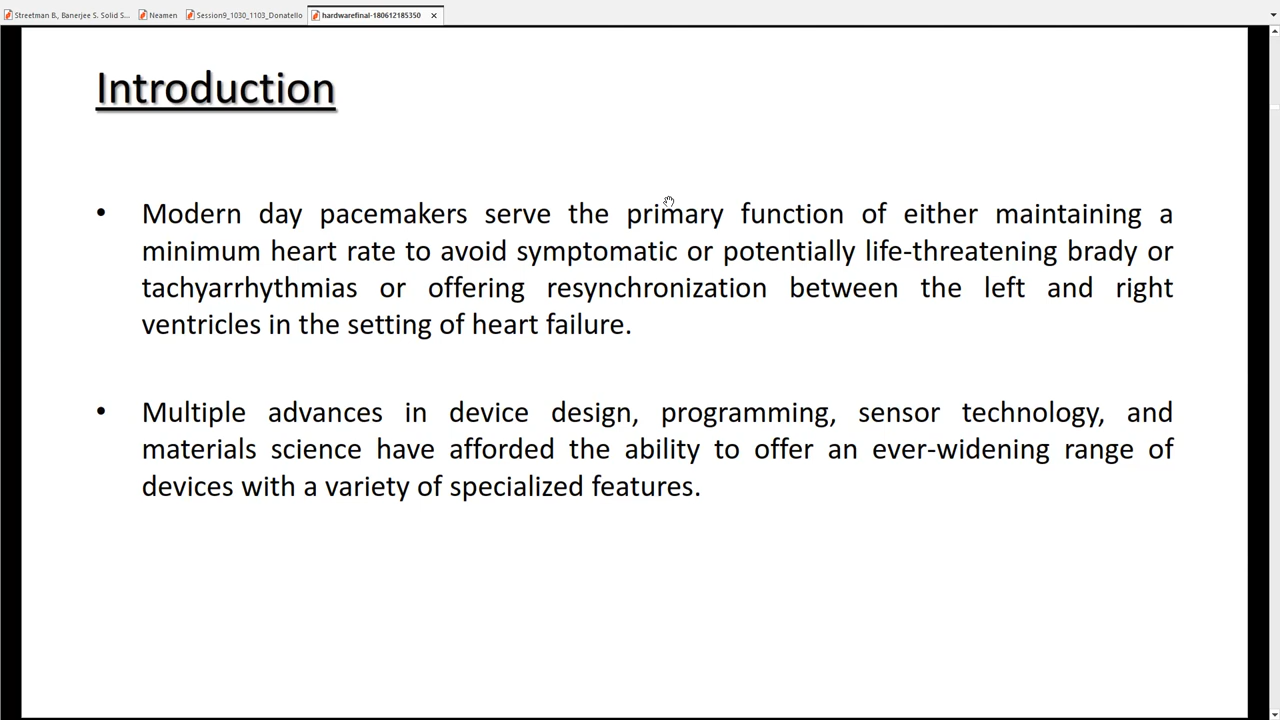 Streetman B., Banerjee S. Solid S... Neamen Session9_1030_1103_Donatello hardwarefinal-180612185350
Introduction
• Modern day pacemakers serve the primary function of either maintaining a
minimum heart rate to avoid symptomatic or potentially life-threatening brady or
tachyarrhythmias or offering resynchronization between the left and right
ventricles in the setting of heart failure.
• Multiple advances in device design, programming, sensor technology, and
materials science have afforded the ability to offer an ever-widening range of
devices with a variety of specialized features.